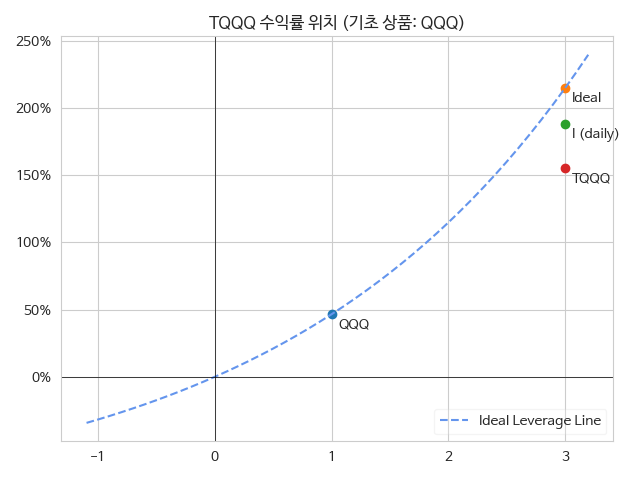 TQQQ 수익률 위치 (기초 상품: QQQ)
250%
200%
150%
100%
50%
0%
Ideal
I (daily)
TQQQ
QQQ
Ideal Leverage Line
−1
0
1
2
3